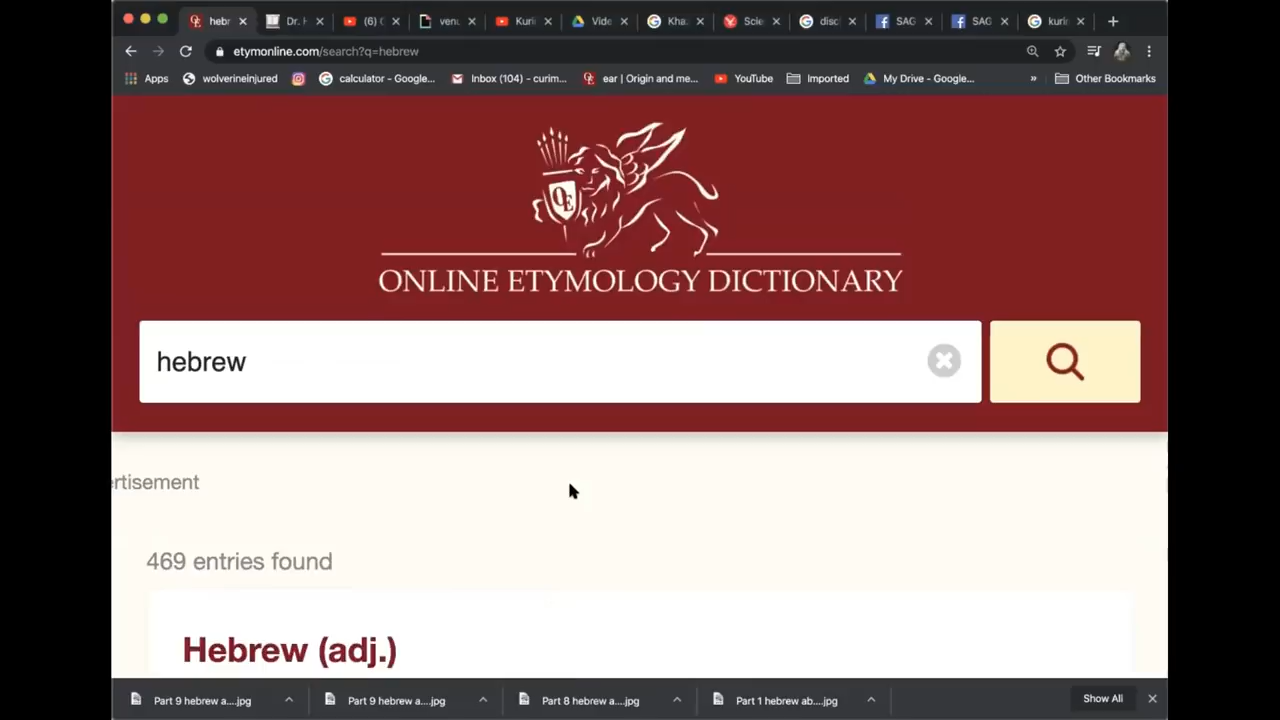 hebr
Dr. H
(6) C
venu
Kuri
Vide
Kha
Scie
disc
SAG
SAG
kuri
etymonline.com/search?q=hebrew
Apps
wolverineinjured
calculator - Google...
Inbox (104) - curim...
ear | Origin and me...
YouTube
Imported
My Drive - Google...
»
Other Bookmarks
OE
ONLINE ETYMOLOGY DICTIONARY
hebrew
ertisement
469 entries found
Hebrew (adj.)
Part 9 hebrew a....jpg
Part 9 hebrew a....jpg
Part 8 hebrew a....jpg
Part 1 hebrew ab....jpg
Show All